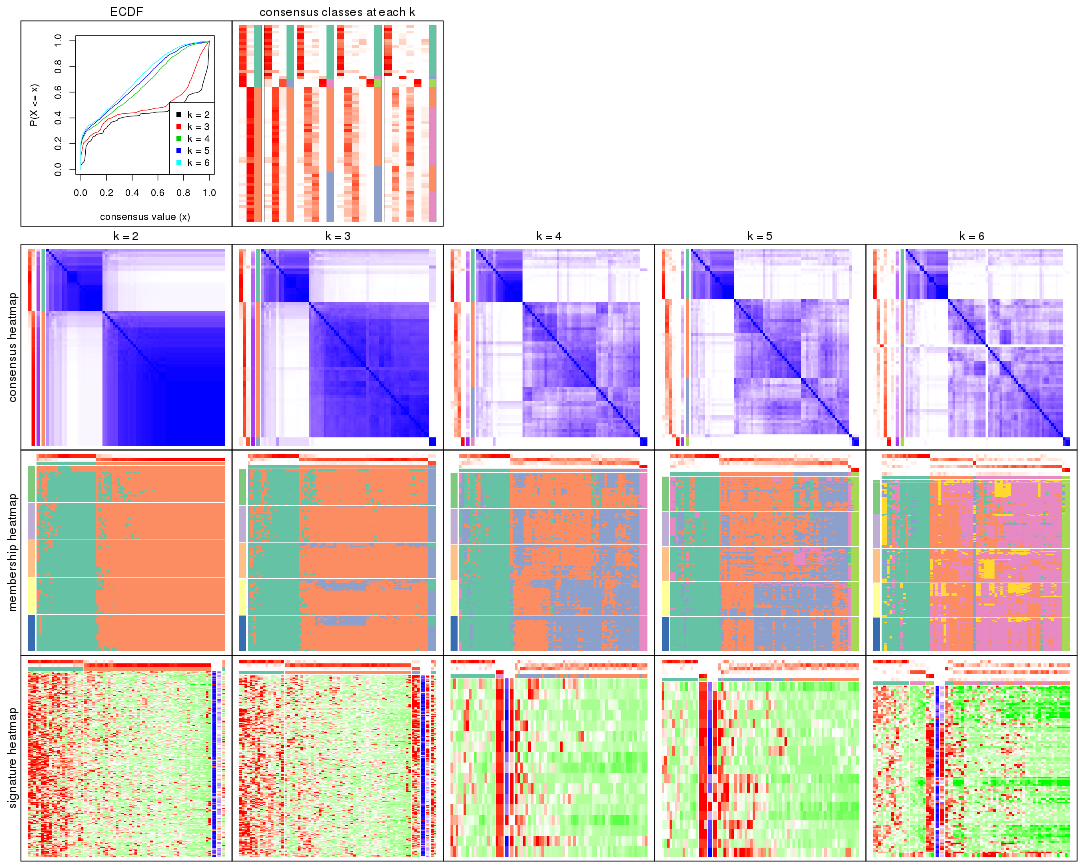 ECDF
consensus classes at each k
P(X <= x)
0.0 0.2 0.4 0.6 0.8 1.0
k = 2
k = 3
k = 4
k = 5
k = 6
0.0 0.2 0.4 0.6 0.8 1.0
consensus value (x)
k = 2 k = 3 k = 4 k = 5 k = 6
consensus heatmap
membership heatmap
signature heatmap